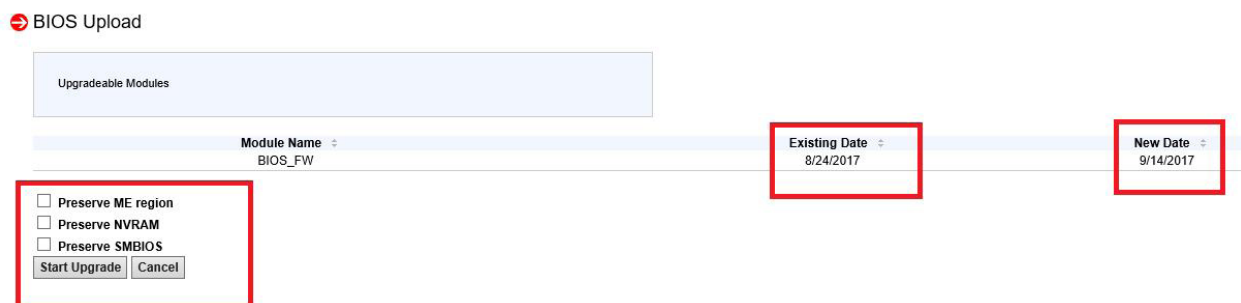 BIOS Upload
Upgradeable Modules
Module Name Existing Date New Date
BIOS_FW 8/24/2017 9/14/2017
Preserve ME region
Preserve NVRAM
Preserve SMBIOS
Start Upgrade Cancel